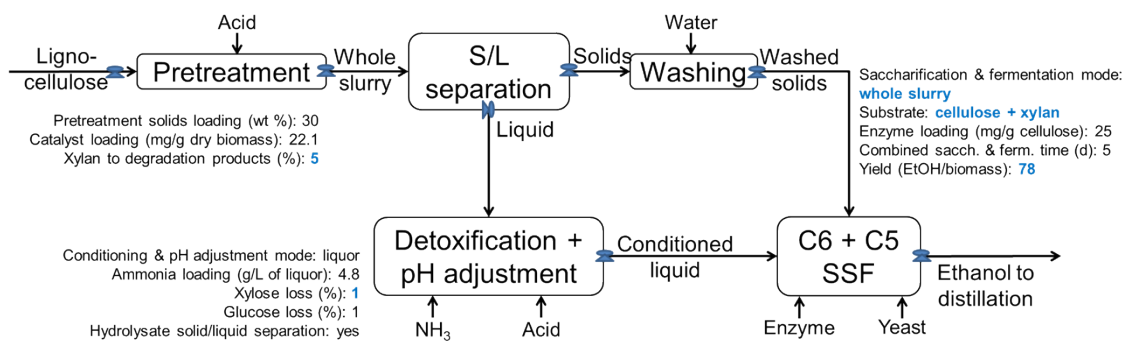 Acid
Water
Ligno-
cellulose
Pretreatment
Whole
slurry
S/L
separation
Solids
Washing
Washed
solids
Liquid
Pretreatment solids loading (wt %): 30
Catalyst loading (mg/g dry biomass): 22.1
Xylan to degradation products (%): 5
Saccharification & fermentation mode:
whole slurry
Substrate: cellulose + xylan
Enzyme loading (mg/g cellulose): 25
Combined sacch. & ferm. time (d): 5
Yield (EtOH/biomass): 78
Conditioning & pH adjustment mode: liquor
Ammonia loading (g/L of liquor): 4.8
Xylose loss (%): 1
Glucose loss (%): 1
Hydrolysate solid/liquid separation: yes
Detoxification +
pH adjustment
Conditioned
liquid
C6 + C5
SSF
Ethanol to
distillation
NH3
Acid
Enzyme
Yeast